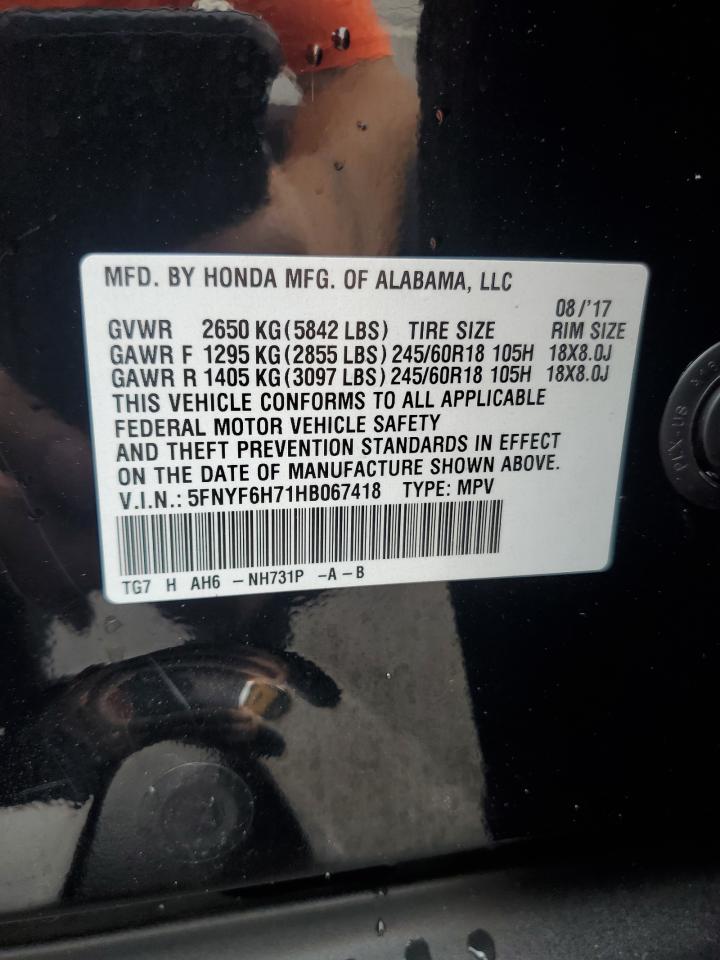 MFD. BY HONDA MFG. OF ALABAMA, LLC
08/'17
GVWR 2650 KG (5842 LBS) TIRE SIZE RIM SIZE
GAWR F 1295 KG (2855 LBS) 245/60R18 105H 18X8.0J
GAWR R 1405 KG (3097 LBS) 245/60R18 105H 18X8.0J
THIS VEHICLE CONFORMS TO ALL APPLICABLE
FEDERAL MOTOR VEHICLE SAFETY
AND THEFT PREVENTION STANDARDS IN EFFECT
ON THE DATE OF MANUFACTURE SHOWN ABOVE.
V.I.N.: 5FNYF6H71HB067418 TYPE: MPV
TG7 H AH6 – NH731P –A–B
PLX-U8